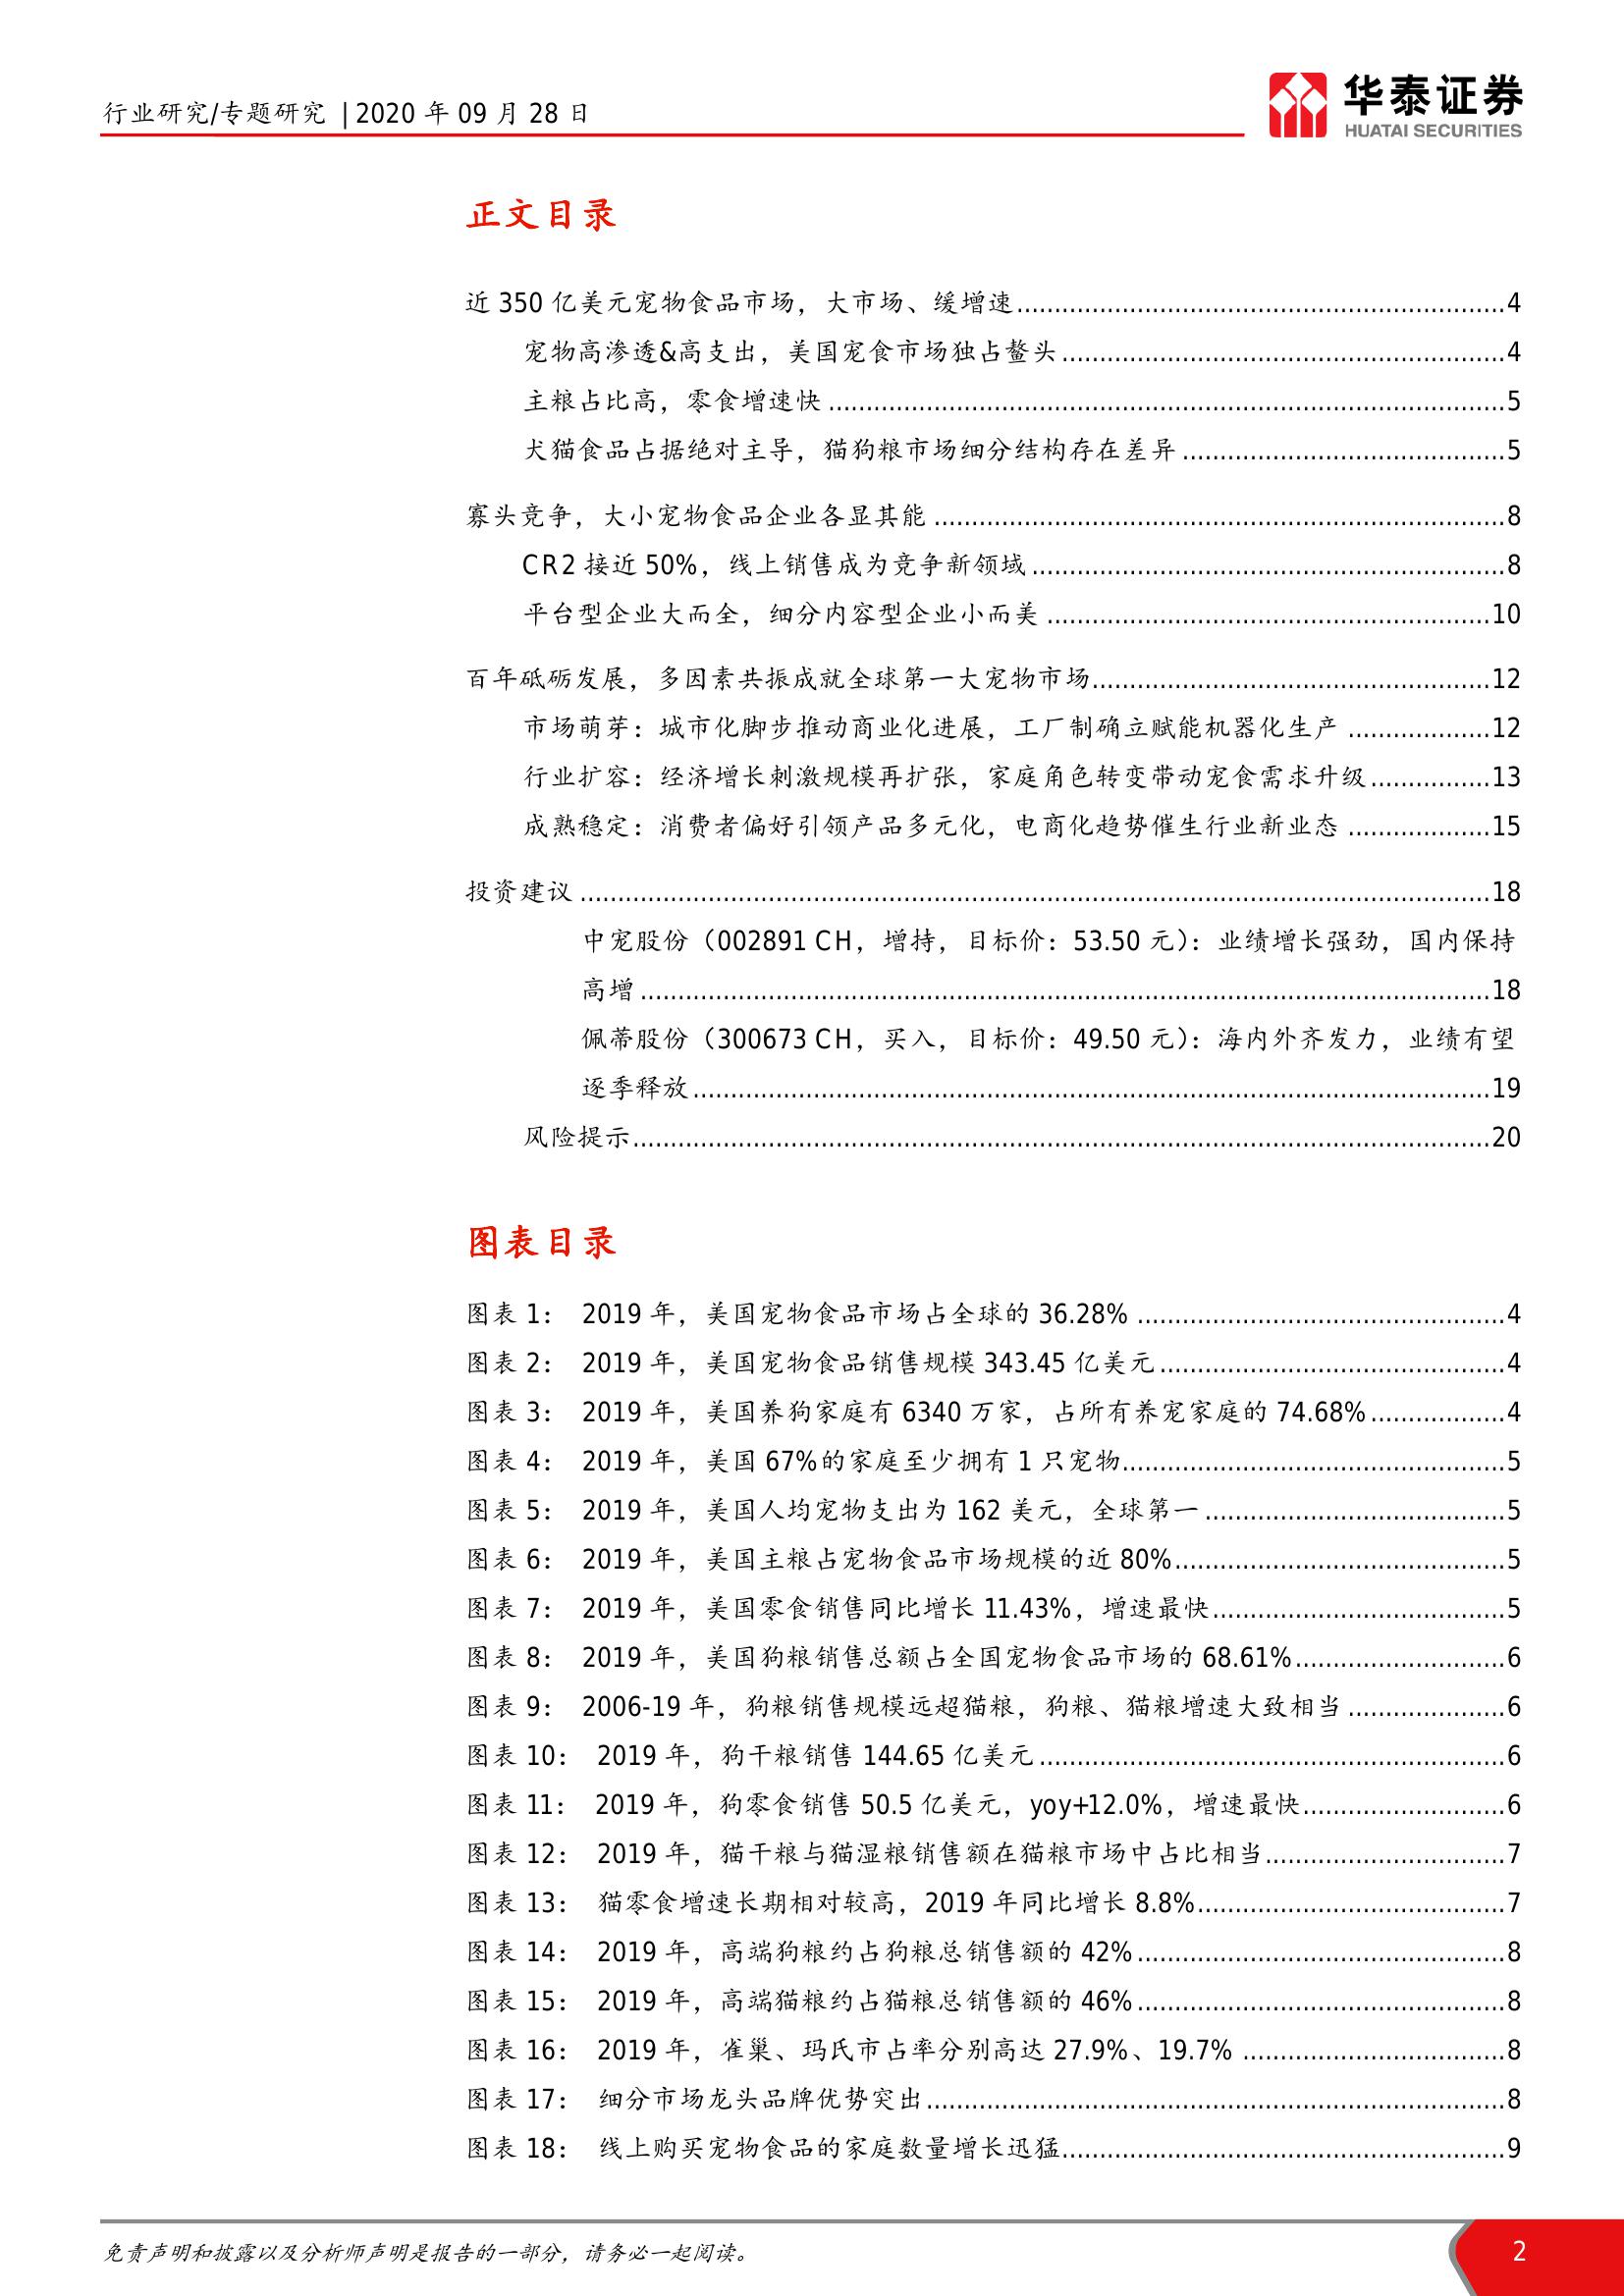 行业研究/专题研究 | 2020 年 09 月 28 日
华泰证券
HUATAI SECURITIES
正文目录
近 350 亿美元宠物食品市场，大市场、缓增速......4
宠物高渗透&高支出，美国宠食市场独占鳌头......4
主粮占比高，零食增速快......5
犬猫食品占据绝对主导，猫狗粮市场细分结构存在差异......5
寡头竞争，大小宠物食品企业各显其能......8
CR2 接近 50%，线上销售成为竞争新领域......8
平台型企业大而全，细分内容型企业小而美......10
百年砥砺发展，多因素共振成就全球第一大宠物市场......12
市场萌芽：城市化脚步推动商业化进展，工厂制确立赋能机器化生产......12
行业扩容：经济增长刺激规模再扩张，家庭角色转变带动宠食需求升级......13
成熟稳定：消费者偏好引领产品多元化，电商化趋势催生行业新业态......15
投资建议......18
中宠股份（002891 CH，增持，目标价：53.50 元）：业绩增长强劲，国内保持
高增......18
佩蒂股份（300673 CH，买入，目标价：49.50 元）：海内外齐发力，业绩有望
逐季释放......19
风险提示......20
图表目录
图表 1： 2019 年，美国宠物食品市场占全球的 36.28%......4
图表 2： 2019 年，美国宠物食品销售规模 343.45 亿美元......4
图表 3： 2019 年，美国养狗家庭有 6340 万家，占所有养宠家庭的 74.68%......4
图表 4： 2019 年，美国 67%的家庭至少拥有 1 只宠物......5
图表 5： 2019 年，美国人均宠物支出为 162 美元，全球第一......5
图表 6： 2019 年，美国主粮占宠物食品市场规模的近 80%......5
图表 7： 2019 年，美国零食销售同比增长 11.43%，增速最快......5
图表 8： 2019 年，美国狗粮销售总额占全国宠物食品市场的 68.61%......6
图表 9： 2006-19 年，狗粮销售规模远超猫粮，狗粮、猫粮增速大致相当......6
图表 10： 2019 年，狗干粮销售 144.65 亿美元......6
图表 11： 2019 年，狗零食销售 50.5 亿美元，yoy+12.0%，增速最快......6
图表 12： 2019 年，猫干粮与猫湿粮销售额在猫粮市场中占比相当......7
图表 13： 猫零食增速长期相对较高，2019 年同比增长 8.8%......7
图表 14： 2019 年，高端狗粮约占狗粮总销售额的 42%......8
图表 15： 2019 年，高端猫粮约占猫粮总销售额的 46%......8
图表 16： 2019 年，雀巢、玛氏市占率分别高达 27.9%、19.7%......8
图表 17： 细分市场龙头品牌优势突出......8
图表 18： 线上购买宠物食品的家庭数量增长迅猛......9
免责声明和披露以及分析师声明是报告的一部分，请务必一起阅读。
2